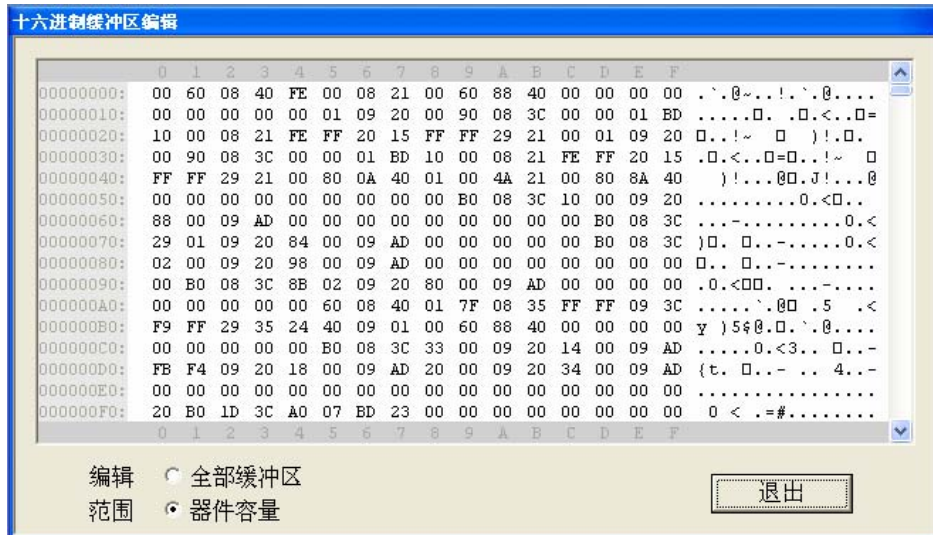 十六进制缓冲区编辑
0 1 2 3 4 5 6 7 8 9 A B C D E F
00000000: 00 60 08 40 FE 00 08 21 00 60 88 40 00 00 00 00 .`.@~..!.`.@....
00000010: 00 00 00 00 00 01 09 20 00 90 08 3C 00 00 01 BD .....□. .□.<..□=
00000020: 10 00 08 21 FE FF 20 15 FF FF 29 21 00 01 09 20 □..!~  □  )!.□.
00000030: 00 90 08 3C 00 00 01 BD 10 00 08 21 FE FF 20 15 .□.<..□=□..!~  □
00000040: FF FF 29 21 00 80 0A 40 01 00 4A 21 00 80 8A 40 )!...@□.J!...@
00000050: 00 00 00 00 00 00 00 00 00 B0 08 3C 10 00 09 20 .........0.<□..
00000060: 88 00 09 AD 00 00 00 00 00 00 00 00 00 B0 08 3C ...-.........0.<
00000070: 29 01 09 20 84 00 09 AD 00 00 00 00 00 B0 08 3C )□. □..-.....0.<
00000080: 02 00 09 20 98 00 09 AD 00 00 00 00 00 00 00 00 □.. □..-........
00000090: 00 B0 08 3C 8B 02 09 20 80 00 09 AD 00 00 00 00 .0.<□□. ...-....
000000A0: 00 00 00 00 00 60 08 40 01 7F 08 35 FF FF 09 3C .....`.@□ .5  .<
000000B0: F9 FF 29 35 24 40 09 01 00 60 88 40 00 00 00 00 y )5$@.□.`.@....
000000C0: 00 00 00 00 00 B0 08 3C 33 00 09 20 14 00 09 AD .....0.<3.. □..-
000000D0: FB F4 09 20 18 00 09 AD 20 00 09 20 34 00 09 AD {t. □..- .. 4..-
000000E0: 00 00 00 00 00 00 00 00 00 00 00 00 00 00 00 00 ................
000000F0: 20 B0 1D 3C A0 07 BD 23 00 00 00 00 00 00 00 00 0 < .=#........
0 1 2 3 4 5 6 7 8 9 A B C D E F
编辑 全部缓冲区
范围 器件容量
退出